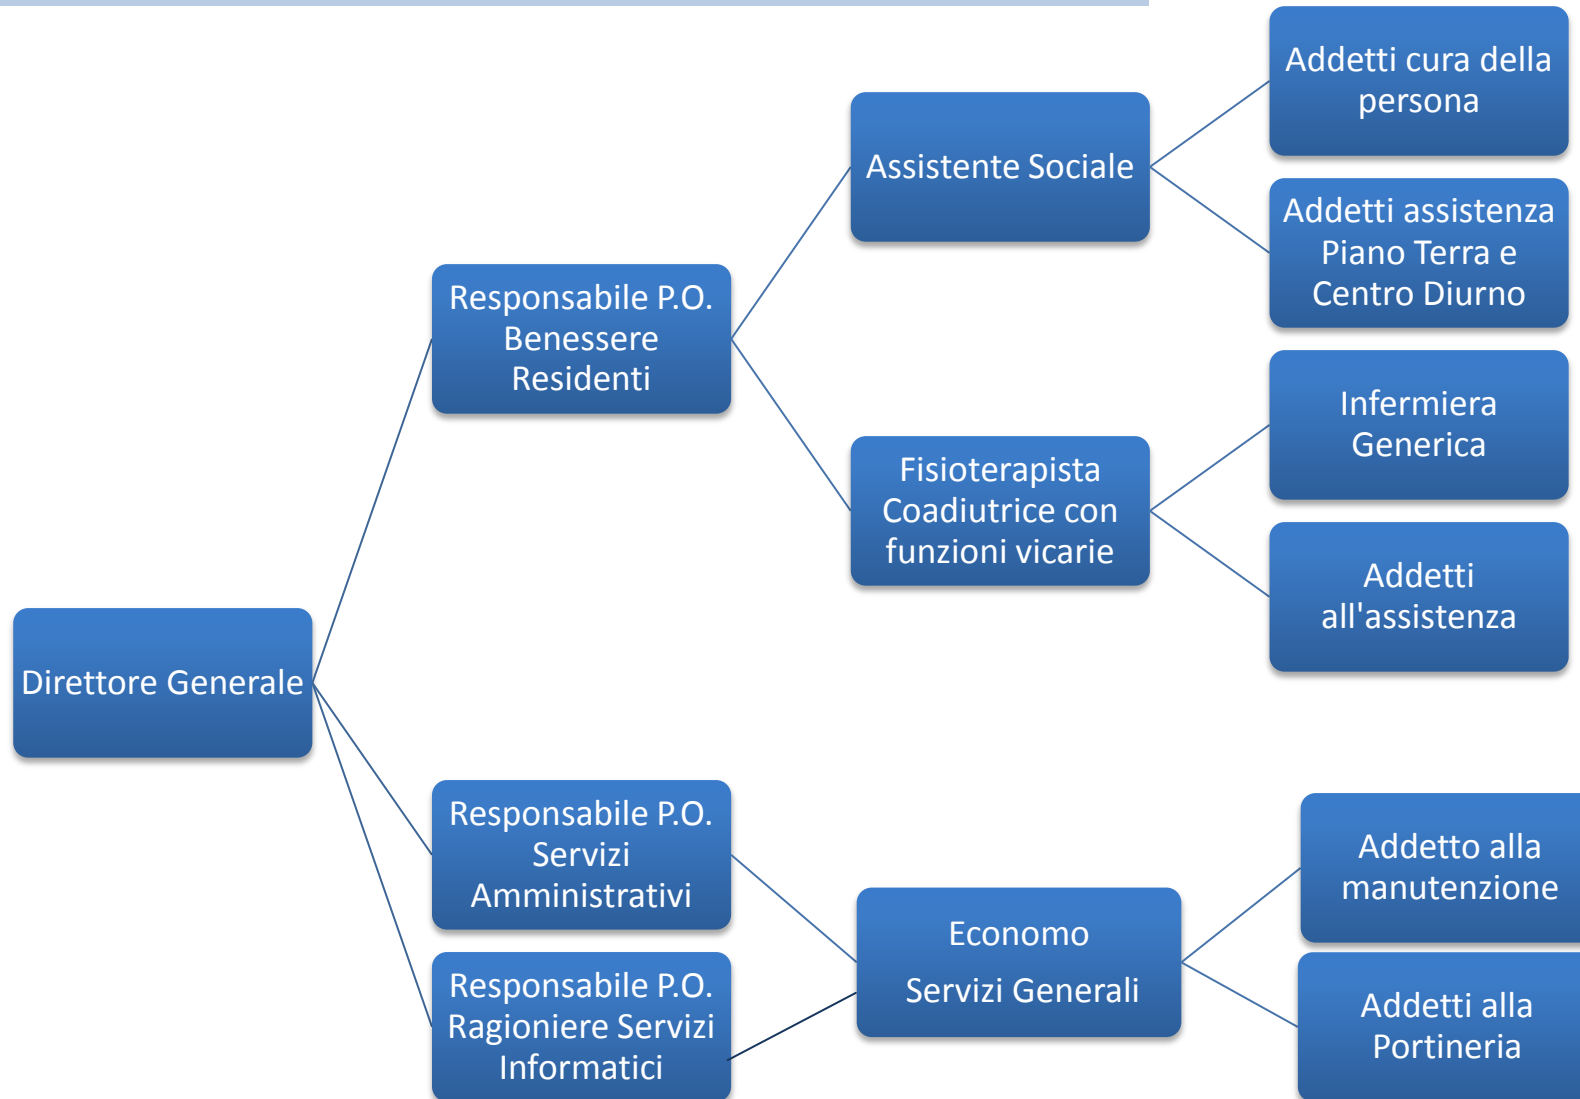 Addetti cura della
persona
Assistente Sociale
Addetti assistenza
Piano Terra e
Centro Diurno
Responsabile P.O.
Benessere
Residenti
Infermiera
Generica
Fisioterapista
Coadiutrice con
funzioni vicarie
Addetti
all'assistenza
Direttore Generale
Responsabile P.O.
Servizi
Amministrativi
Addetto alla
manutenzione
Economo
Servizi Generali
Responsabile P.O.
Ragioniere Servizi
Informatici
Addetti alla
Portineria